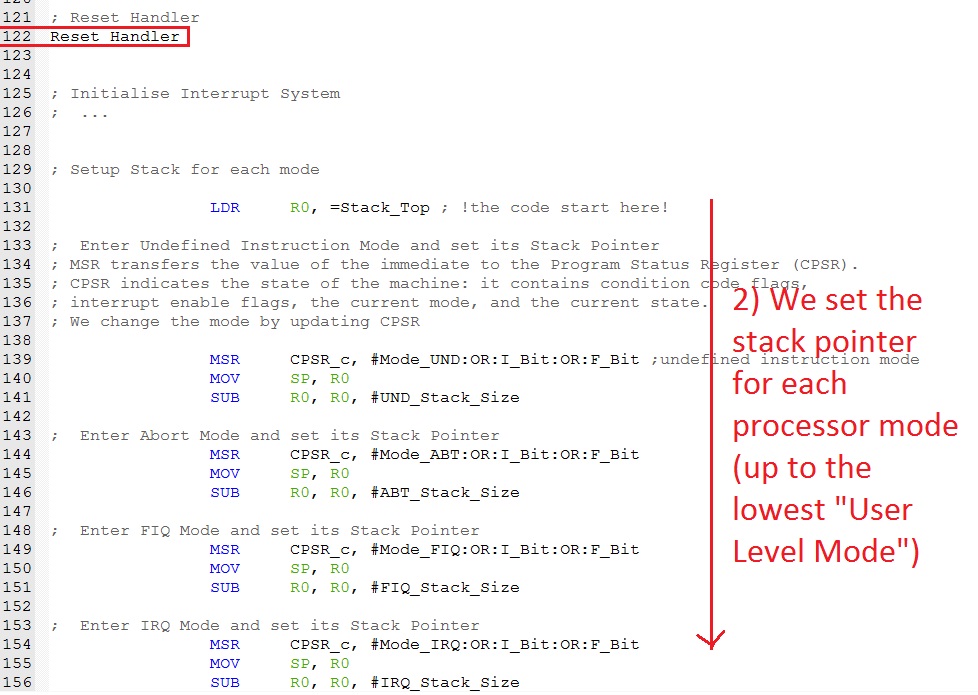 120
121 ; Reset Handler
122 Reset Handler
123
124
125 ; Initialise Interrupt System
126 ; ...
127
128
129 ; Setup Stack for each mode
130
131 LDR R0, =Stack_Top ; !the code start here!
132
133 ; Enter Undefined Instruction Mode and set its Stack Pointer
134 ; MSR transfers the value of the immediate to the Program Status Register (CPSR).
135 ; CPSR indicates the state of the machine: it contains condition code flags,
136 ; interrupt enable flags, the current mode, and the current state.
137 ; We change the mode by updating CPSR
138
139 MSR CPSR_c, #Mode_UND:OR:I_Bit:OR:F_Bit ;undefined instruction mode
140 MOV SP, R0
141 SUB R0, R0, #UND_Stack_Size
142
143 ; Enter Abort Mode and set its Stack Pointer
144 MSR CPSR_c, #Mode_ABT:OR:I_Bit:OR:F_Bit
145 MOV SP, R0
146 SUB R0, R0, #ABT_Stack_Size
147
148 ; Enter FIQ Mode and set its Stack Pointer
149 MSR CPSR_c, #Mode_FIQ:OR:I_Bit:OR:F_Bit
150 MOV SP, R0
151 SUB R0, R0, #FIQ_Stack_Size
152
153 ; Enter IRQ Mode and set its Stack Pointer
154 MSR CPSR_c, #Mode_IRQ:OR:I_Bit:OR:F_Bit
155 MOV SP, R0
156 SUB R0, R0, #IRQ_Stack_Size
2) We set the
stack pointer
for each
processor mode
(up to the
lowest "User
Level Mode")